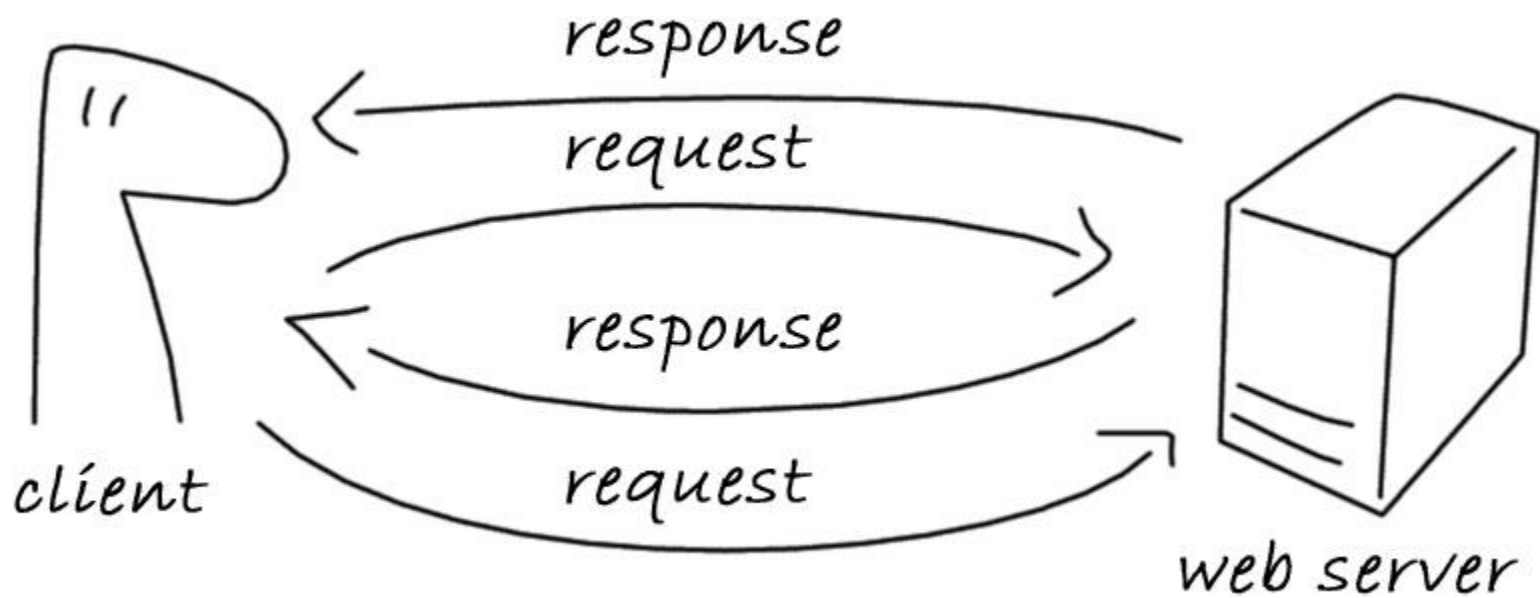 response
request
response
client
request
web server